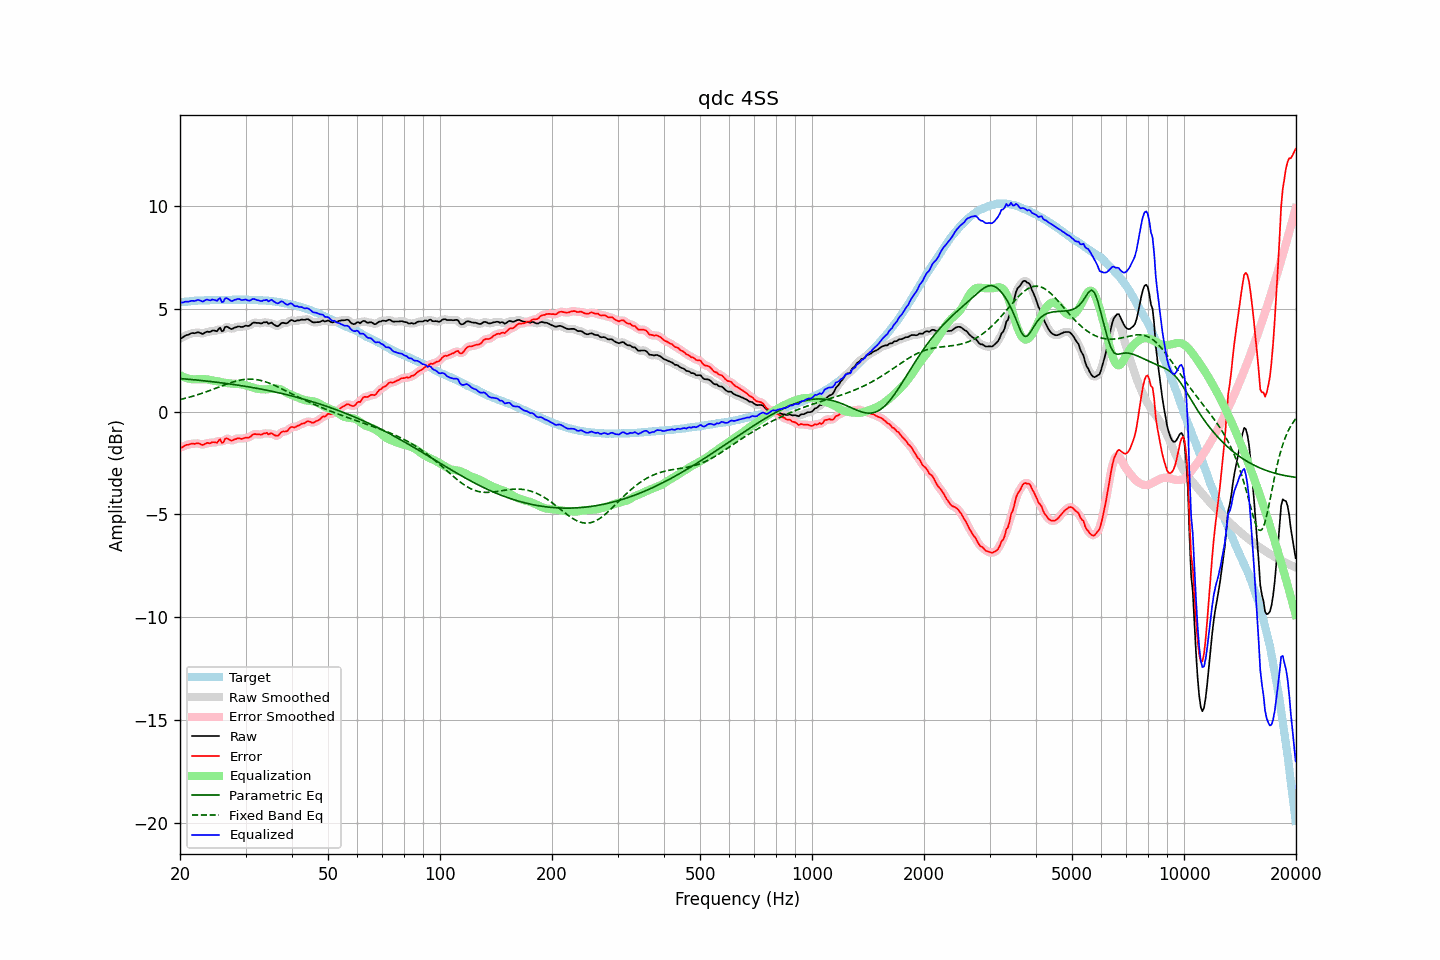 qdc 4SS
Amplitude (dBr)
10
5
0
−5
−10
−15
−20
Target
Raw Smoothed
Error Smoothed
Raw
Error
Equalization
Parametric Eq
Fixed Band Eq
Equalized
20 50 100 200 500 1000 2000 5000 10000 20000
Frequency (Hz)